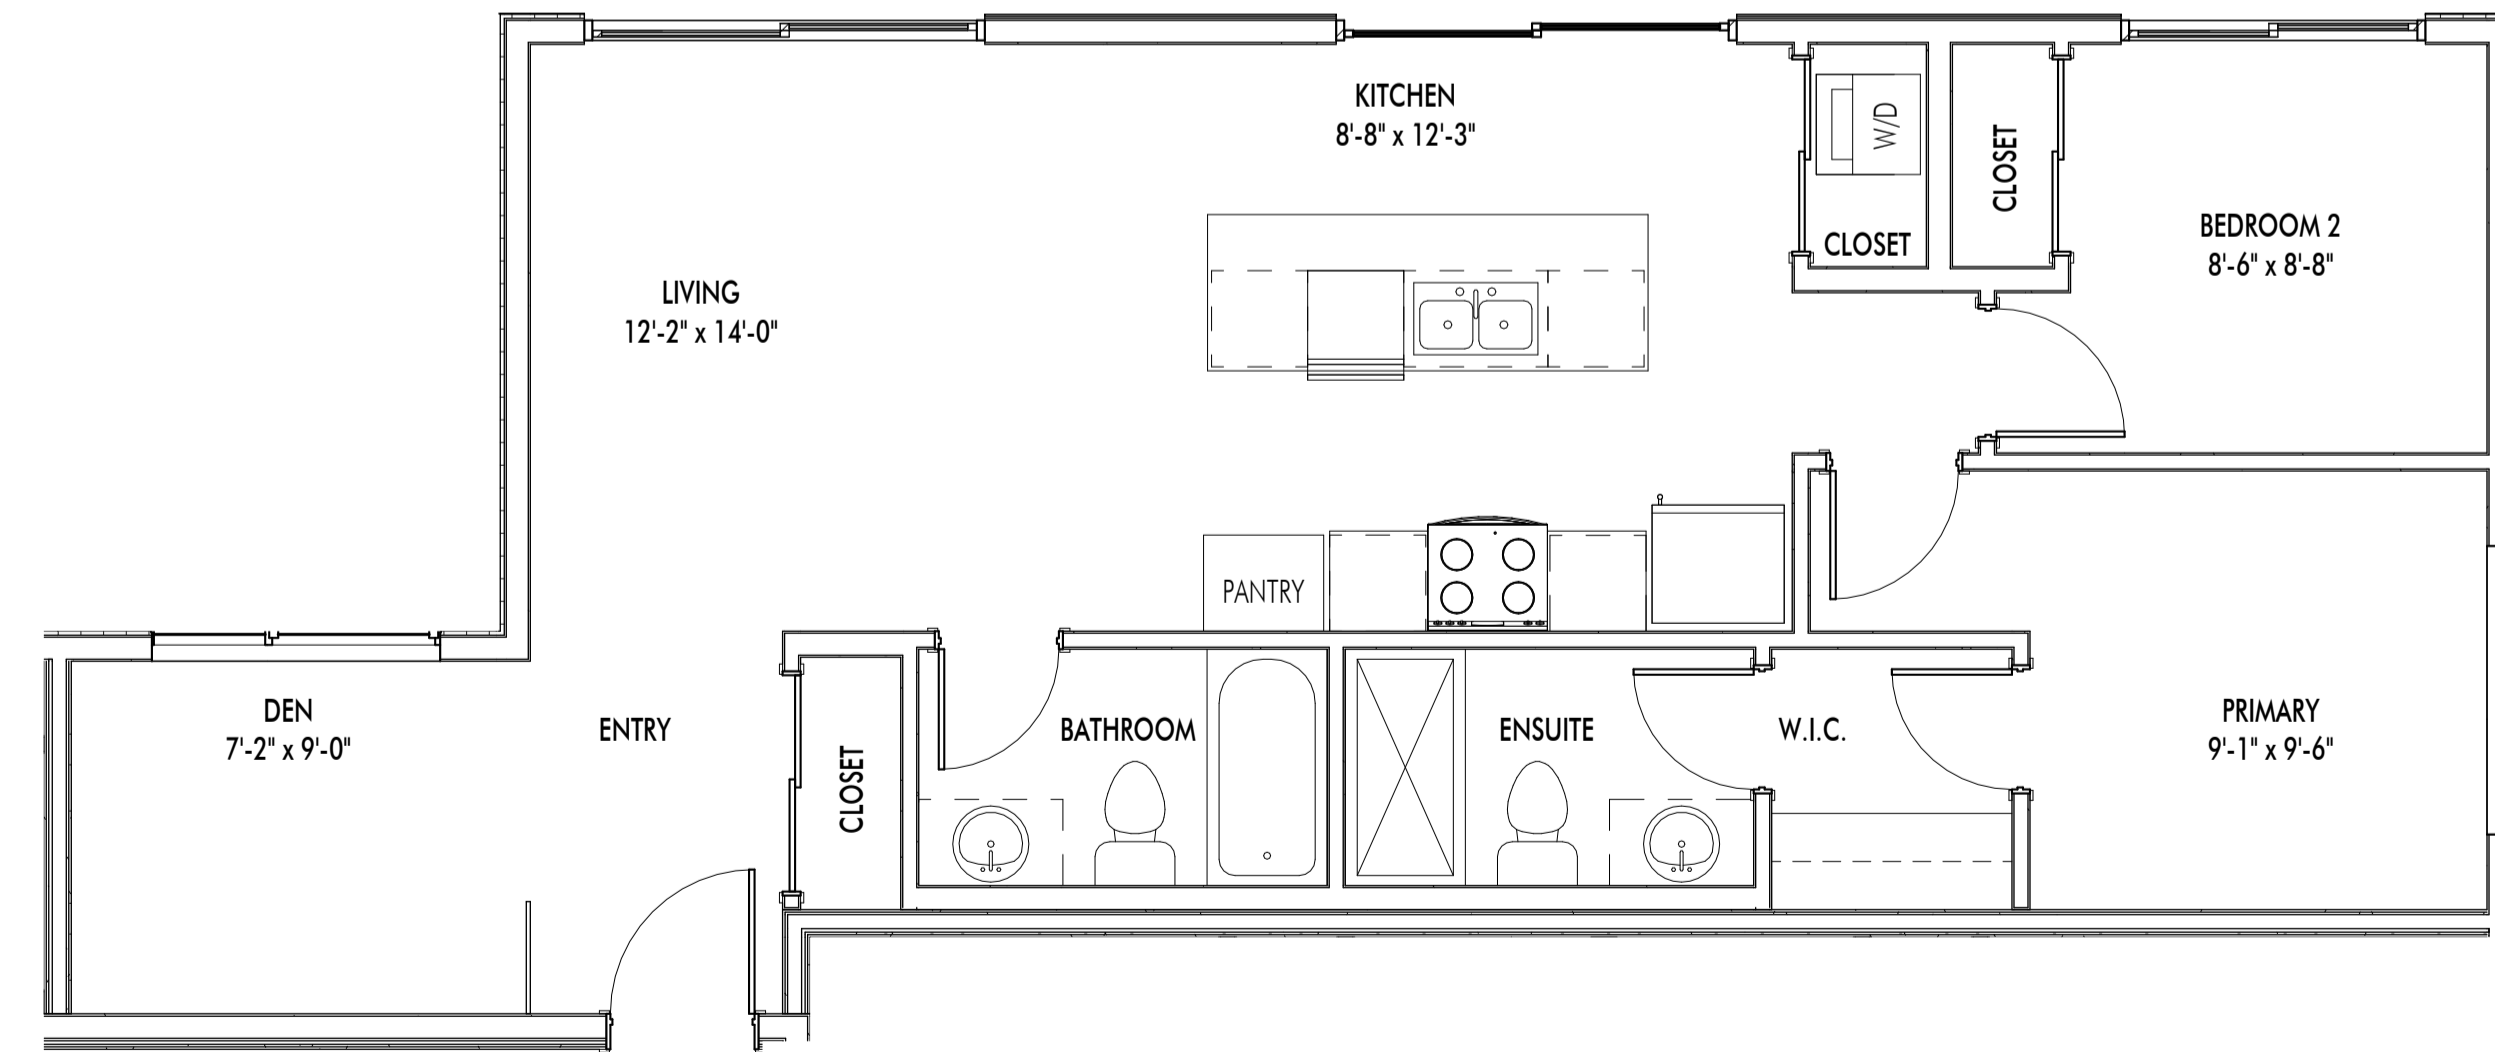 KITCHEN
8'-8" x 12'-3"
W/D
CLOSET
CLOSET
BEDROOM 2
8'-6" x 8'-8"
LIVING
12'-2" x 14'-0"
PANTRY
DEN
7'-2" x 9'-0"
ENTRY
CLOSET
BATHROOM
ENSUITE
W.I.C.
PRIMARY
9'-1" x 9'-6"